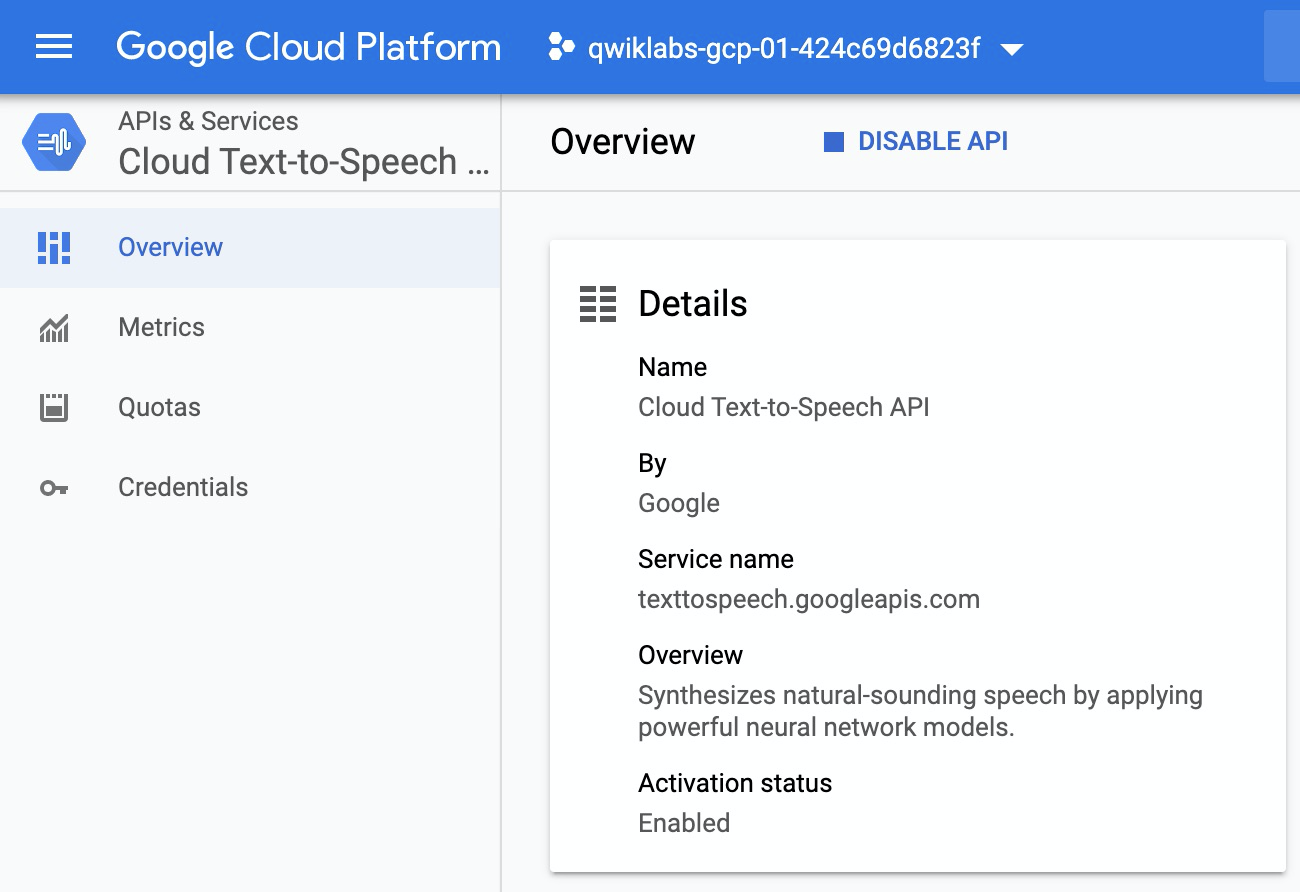 Google Cloud Platform
qwiklabs-gcp-01-424c69d6823f
APIs & Services
Cloud Text-to-Speech ...
Overview
DISABLE API
Overview
Metrics
Quotas
Credentials
Details
Name
Cloud Text-to-Speech API
By
Google
Service name
texttospeech.googleapis.com
Overview
Synthesizes natural-sounding speech by applying
powerful neural network models.
Activation status
Enabled